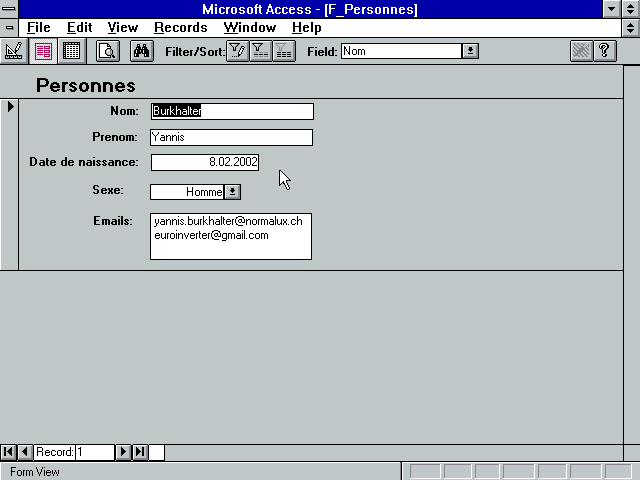 Microsoft Access - [F_Personnes]
File Edit View Records Window Help
Filter/Sort: Field: Nom
Personnes
Nom: Burkhalter
Prenom: Yannis
Date de naissance: 8.02.2002
Sexe: Homme
Emails: yannis.burkhalter@normalux.ch
euroinverter@gmail.com
Record: 1
Form View